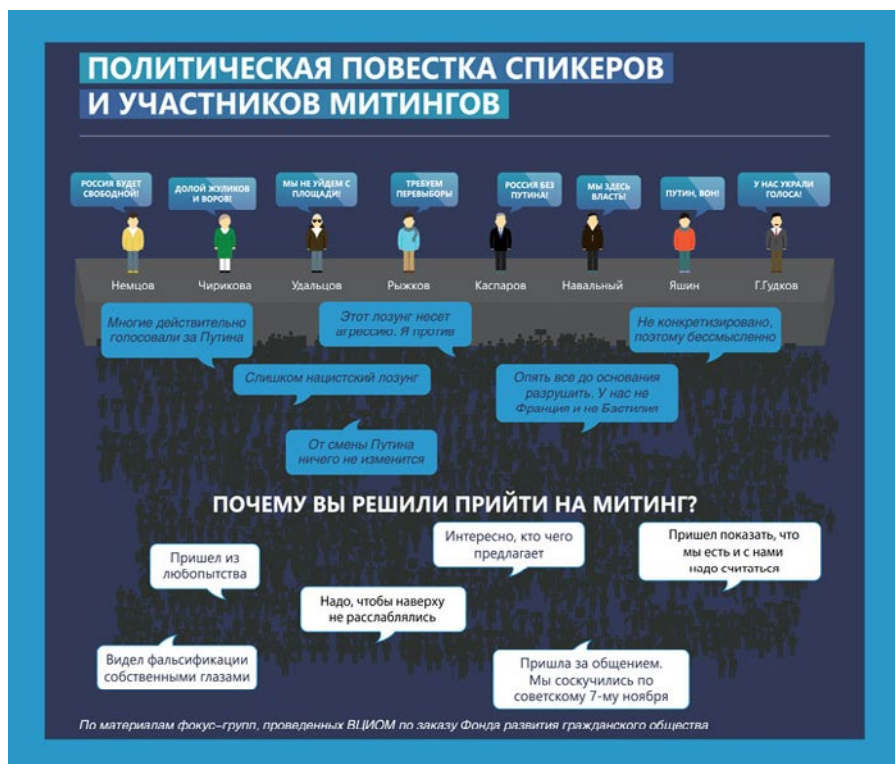 ПОЛИТИЧЕСКАЯ ПОВЕСТКА СПИКЕРОВ
И УЧАСТНИКОВ МИТИНГОВ
РОССИЯ БУДЕТ
СВОБОДНОЙ!
ДОЛОЙ ЖУЛИКОВ
И ВОРОВ!
МЫ НЕ УЙДЕМ С
ПЛОЩАДИ!
ТРЕБУЕМ
ПЕРЕВЫБОРЫ
РОССИЯ БЕЗ
ПУТИНА!
МЫ ЗДЕСЬ
ВЛАСТЬ!
ПУТИН, ВОН!
У НАС УКРАЛИ
ГОЛОСА!
Немцов Чирикова Удальцов Рыжков Каспаров Навальный Яшин Г.Гудков
Многие действительно
голосовали за Путина
Этот лозунг несет
агрессию. Я против
Не конкретизировано,
поэтому бессмысленно
Слишком нацистский лозунг
Опять все до основания
разрушить. У нас не
Франция и не Бастилия
От смены Путина
ничего не изменится
ПОЧЕМУ ВЫ РЕШИЛИ ПРИЙТИ НА МИТИНГ?
Пришел из
любопытства
Интересно, кто чего
предлагает
Пришел показать, что
мы есть и с нами
надо считаться
Надо, чтобы наверху
не расслаблялись
Видел фальсификации
собственными глазами
Пришла за общением.
Мы соскучились по
советскому 7-му ноября
По материалам фокус-групп, проведенных ВЦИОМ по заказу Фонда развития гражданского общества